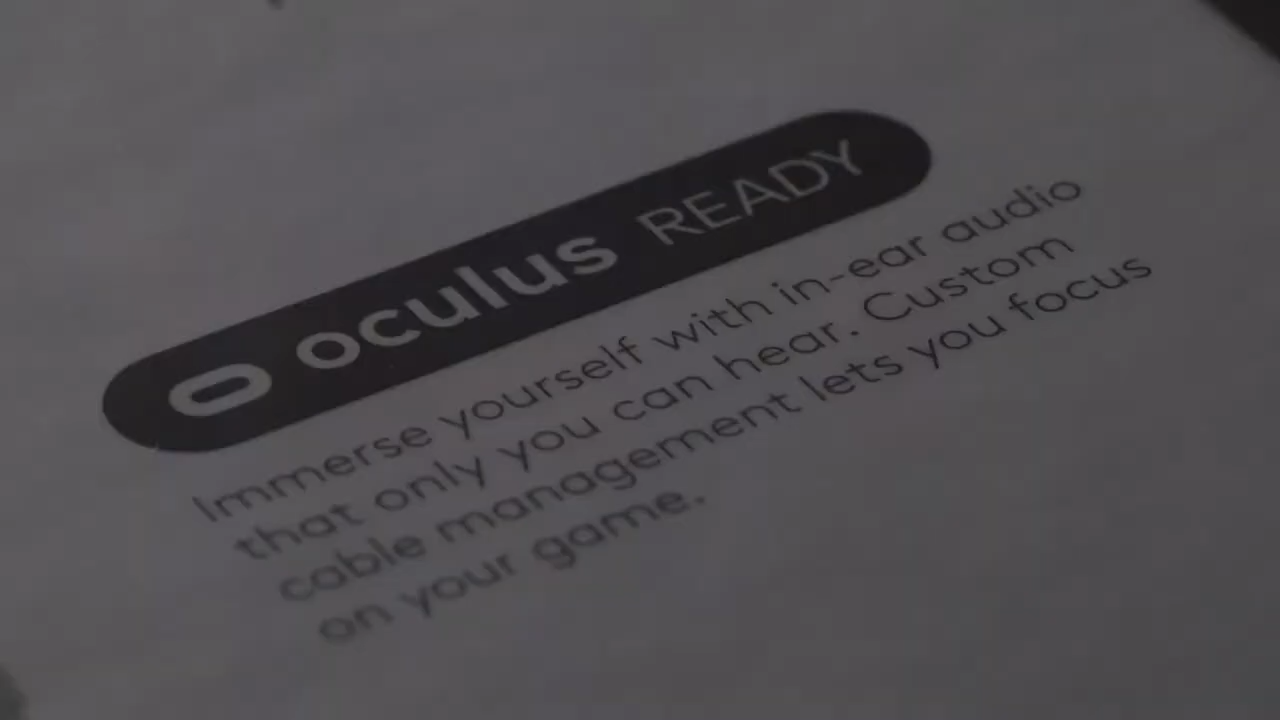 oculus READY
Immerse yourself with in-ear audio
that only you can hear. Custom
cable management lets you focus
on your game.